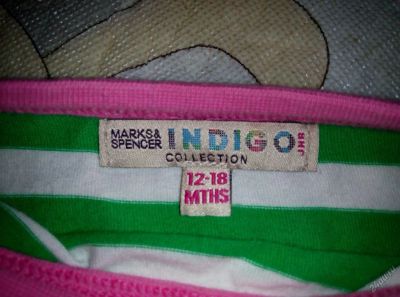 MARKS&
SPENCER
INDIGO
JNR
COLLECTION
12-18
MTHS